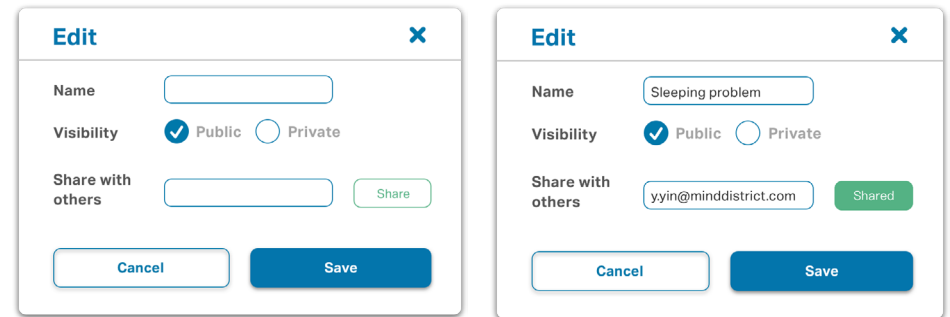 Edit
Name
Visibility Public Private
Share with
others Share
Cancel Save
Edit
Name Sleeping problem
Visibility Public Private
Share with
others y.yin@minddistrict.com Shared
Cancel Save